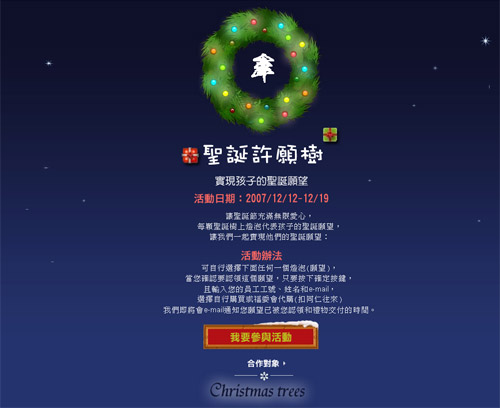 聖誕許願樹
實現孩子的聖誕願望
活動日期：2007/12/12-12/19
讓聖誕節充滿無限愛心，
每顆聖誕樹上燈泡代表孩子的聖誕願望，
讓我們一起實現他們的聖誕願望：
活動辦法
可自行選擇下面任何一個燈泡(願望)，
當您確認要認領這個願望，只要按下確定按鍵，
且輸入您的員工工號、姓名和e-mail，
選擇自行購買或福委會代購(扣同仁往來)
我們即將會e-mail通知您願望已被您認領和禮物交付的時間。
我要參與活動
合作對象
Christmas trees